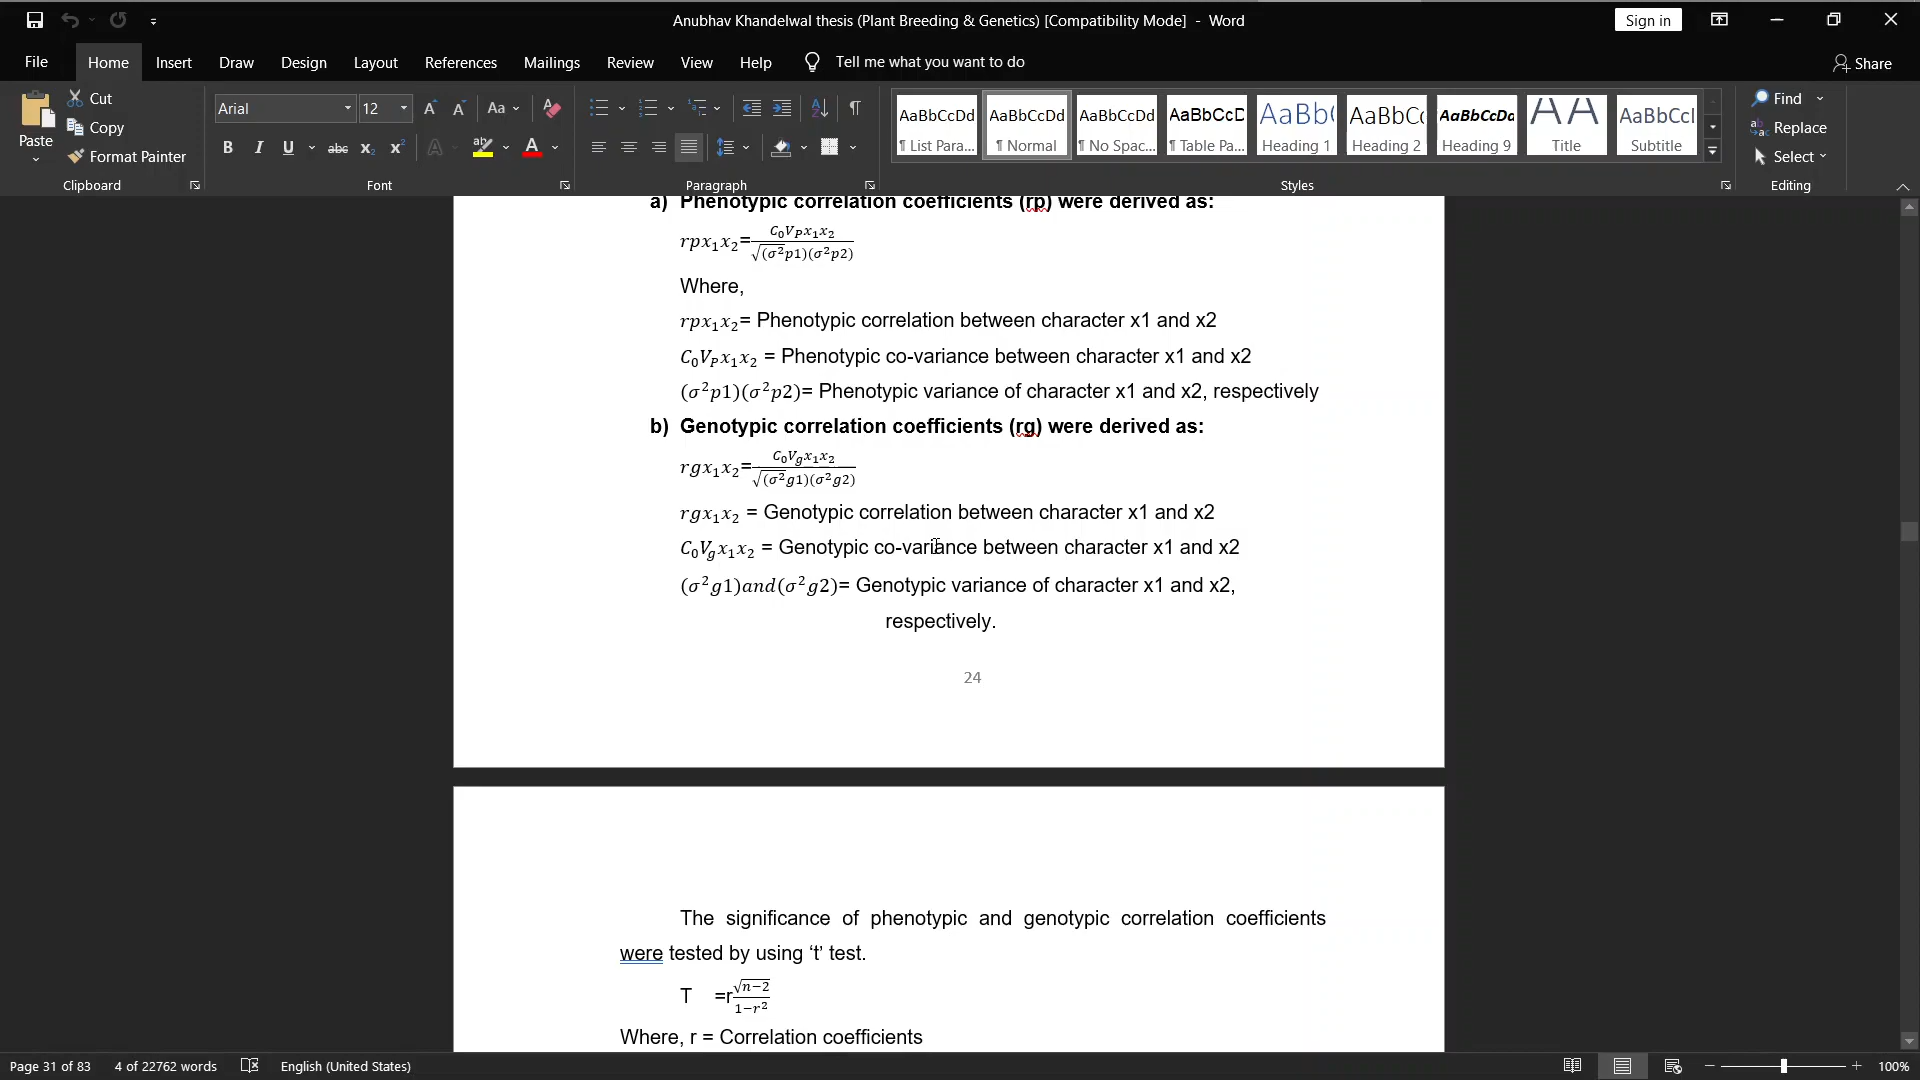 Anubhav Khandelwal thesis (Plant Breeding & Genetics) [Compatibility Mode] - Word
Sign in
File Home Insert Draw Design Layout References Mailings Review View Help Tell me what you want to do Share
Paste
Cut
Copy
Format Painter
Clipboard
Arial 12
Font
Paragraph
AaBbCcDd ¶ List Para...
AaBbCcDd ¶ Normal
AaBbCcDd ¶ No Spac...
AaBbCcD ¶ Table Pa...
AaBb( Heading 1
AaBbCc Heading 2
AaBbCcDd Heading 9
AA Title
AaBbCcl Subtitle
Styles
Find
Replace
Select
Editing
a) Phenotypic correlation coefficients (rp) were derived as:
rpx₁x₂=C₀VₚX₁x₂/√(σ²p1)(σ²p2)
Where,
rpx₁x₂= Phenotypic correlation between character x1 and x2
C₀Vₚx₁x₂ = Phenotypic co-variance between character x1 and x2
(σ²p1)(σ²p2)= Phenotypic variance of character x1 and x2, respectively
b) Genotypic correlation coefficients (rg) were derived as:
rgx₁x₂=C₀V_gx₁x₂/√(σ²g1)(σ²g2)
rgx₁x₂ = Genotypic correlation between character x1 and x2
C₀V_gx₁x₂ = Genotypic co-variance between character x1 and x2
(σ²g1)and(σ²g2)= Genotypic variance of character x1 and x2,
respectively.
24
The significance of phenotypic and genotypic correlation coefficients
were tested by using ‘t’ test.
T =r√n−2/1−r²
Where, r = Correlation coefficients
Page 31 of 83 4 of 22762 words English (United States) 100%